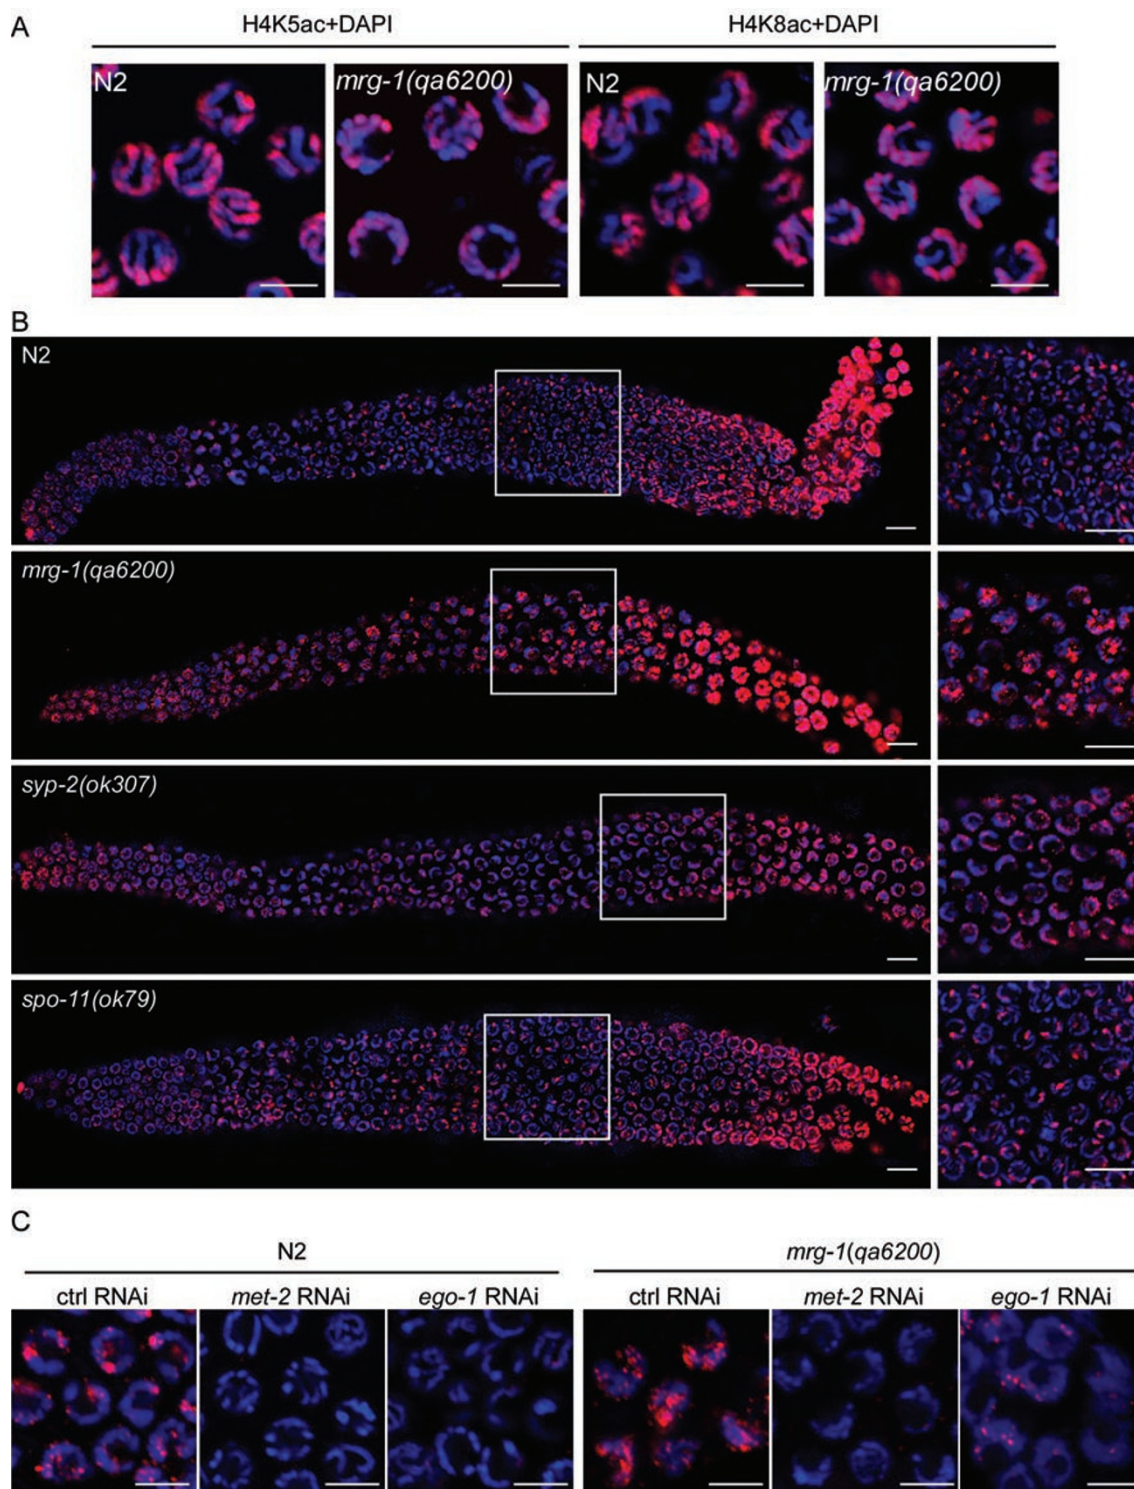 A
H4K5ac+DAPI H4K8ac+DAPI
N2 mrg-1(qa6200) N2 mrg-1(qa6200)
B
N2
mrg-1(qa6200)
syp-2(ok307)
spo-11(ok79)
C
N2 mrg-1(qa6200)
ctrl RNAi met-2 RNAi ego-1 RNAi ctrl RNAi met-2 RNAi ego-1 RNAi